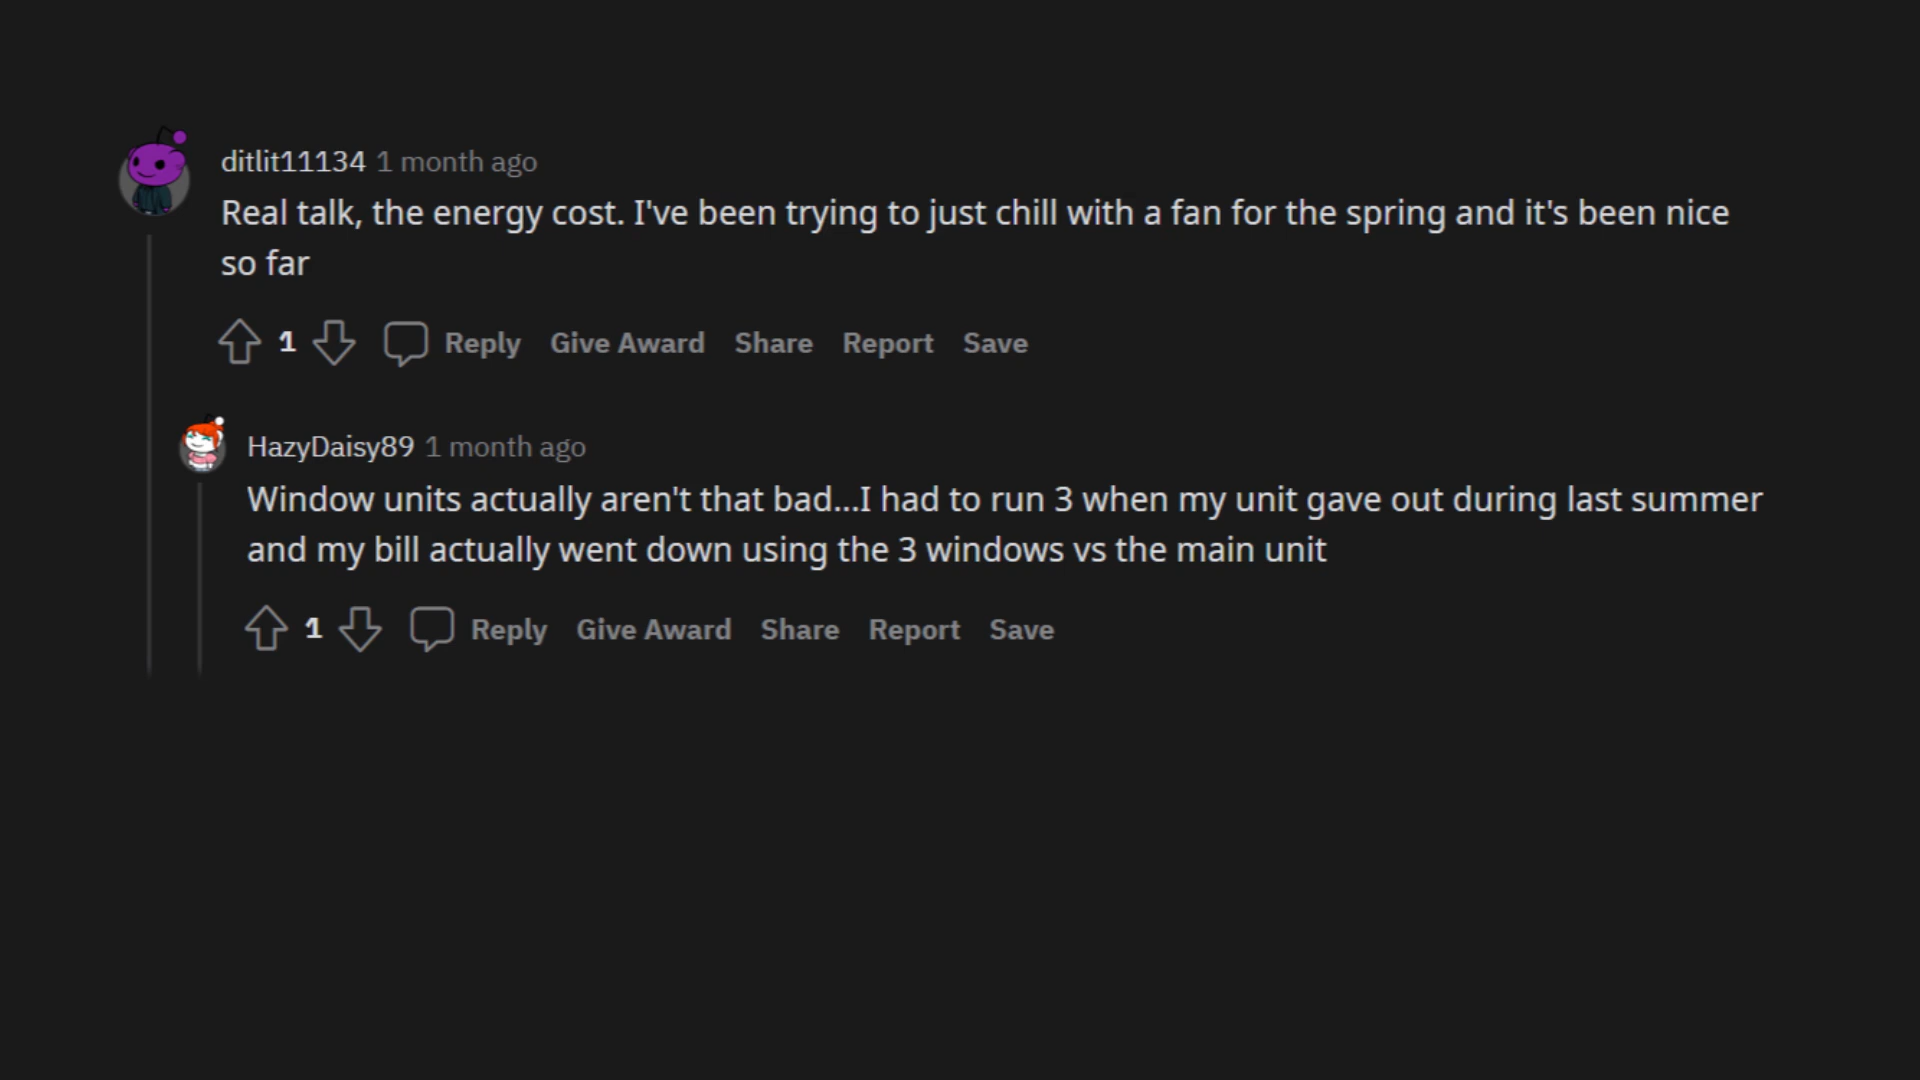 ditlit11134 1 month ago
Real talk, the energy cost. I've been trying to just chill with a fan for the spring and it's been nice
so far
1 Reply Give Award Share Report Save
HazyDaisy89 1 month ago
Window units actually aren't that bad...I had to run 3 when my unit gave out during last summer
and my bill actually went down using the 3 windows vs the main unit
1 Reply Give Award Share Report Save